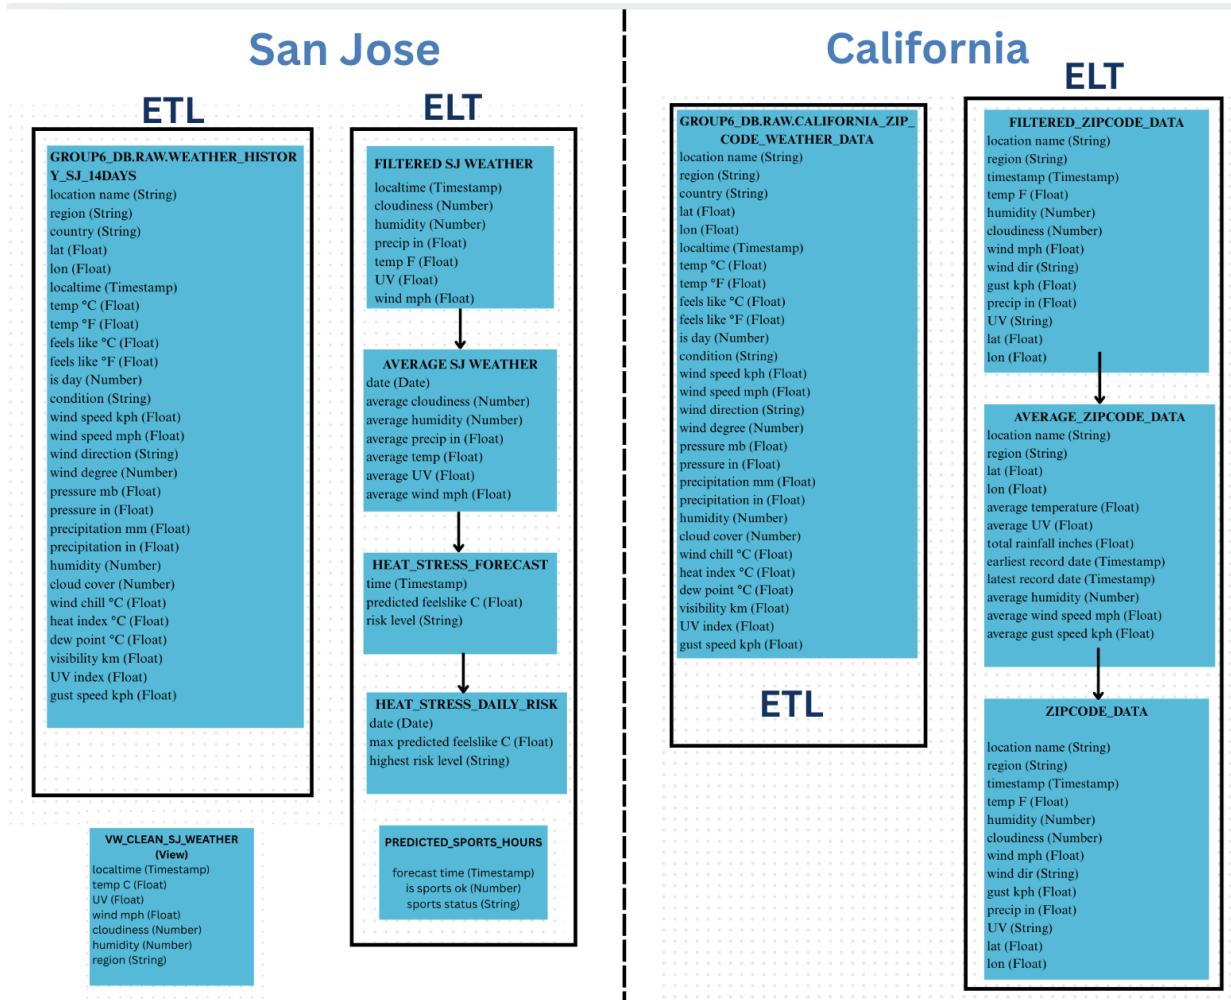 San Jose
ETL
GROUP6_DB.RAW.WEATHER_HISTOR
Y_SJ_14DAYS
location name (String)
region (String)
country (String)
lat (Float)
lon (Float)
localtime (Timestamp)
temp °C (Float)
temp °F (Float)
feels like °C (Float)
feels like °F (Float)
is day (Number)
condition (String)
wind speed kph (Float)
wind speed mph (Float)
wind direction (String)
wind degree (Number)
pressure mb (Float)
pressure in (Float)
precipitation mm (Float)
precipitation in (Float)
humidity (Number)
cloud cover (Number)
wind chill °C (Float)
heat index °C (Float)
dew point °C (Float)
visibility km (Float)
UV index (Float)
gust speed kph (Float)
VW_CLEAN_SJ_WEATHER
(View)
localtime (Timestamp)
temp C (Float)
UV (Float)
wind mph (Float)
cloudiness (Number)
humidity (Number)
region (String)
ELT
FILTERED SJ WEATHER
localtime (Timestamp)
cloudiness (Number)
humidity (Number)
precip in (Float)
temp F (Float)
UV (Float)
wind mph (Float)
AVERAGE SJ WEATHER
date (Date)
average cloudiness (Number)
average humidity (Number)
average precip in (Float)
average temp (Float)
average UV (Float)
average wind mph (Float)
HEAT_STRESS_FORECAST
time (Timestamp)
predicted feelslike C (Float)
risk level (String)
HEAT_STRESS_DAILY_RISK
date (Date)
max predicted feelslike C (Float)
highest risk level (String)
PREDICTED_SPORTS_HOURS
forecast time (Timestamp)
is sports ok (Number)
sports status (String)
California
GROUP6_DB.RAW.CALIFORNIA_ZIP_
CODE_WEATHER_DATA
location name (String)
region (String)
country (String)
lat (Float)
lon (Float)
localtime (Timestamp)
temp °C (Float)
temp °F (Float)
feels like °C (Float)
feels like °F (Float)
is day (Number)
condition (String)
wind speed kph (Float)
wind speed mph (Float)
wind direction (String)
wind degree (Number)
pressure mb (Float)
pressure in (Float)
precipitation mm (Float)
precipitation in (Float)
humidity (Number)
cloud cover (Number)
wind chill °C (Float)
heat index °C (Float)
dew point °C (Float)
visibility km (Float)
UV index (Float)
gust speed kph (Float)
ETL
ELT
FILTERED_ZIPCODE_DATA
location name (String)
region (String)
timestamp (Timestamp)
temp F (Float)
humidity (Number)
cloudiness (Number)
wind mph (Float)
wind dir (String)
gust kph (Float)
precip in (Float)
UV (String)
lat (Float)
lon (Float)
AVERAGE_ZIPCODE_DATA
location name (String)
region (String)
lat (Float)
lon (Float)
average temperature (Float)
average UV (Float)
total rainfall inches (Float)
earliest record date (Timestamp)
latest record date (Timestamp)
average humidity (Number)
average wind speed mph (Float)
average gust speed kph (Float)
ZIPCODE_DATA
location name (String)
region (String)
timestamp (Timestamp)
temp F (Float)
humidity (Number)
cloudiness (Number)
wind mph (Float)
wind dir (String)
gust kph (Float)
precip in (Float)
UV (String)
lat (Float)
lon (Float)